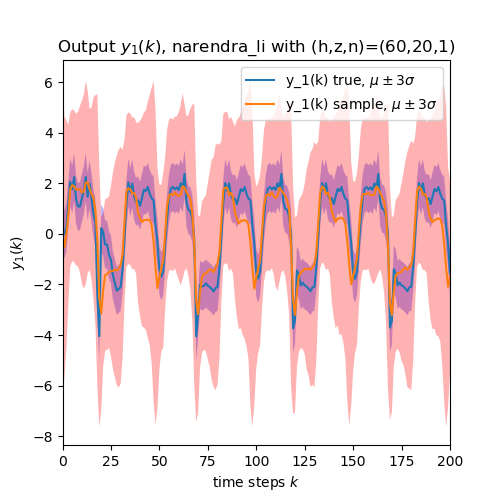 Output y₁(k), narendra_li with (h,z,n)=(60,20,1)
y_1(k) true, μ ± 3σ
y_1(k) sample, μ ± 3σ
y₁(k)
6
4
2
0
−2
−4
−6
−8
0 25 50 75 100 125 150 175 200
time steps k